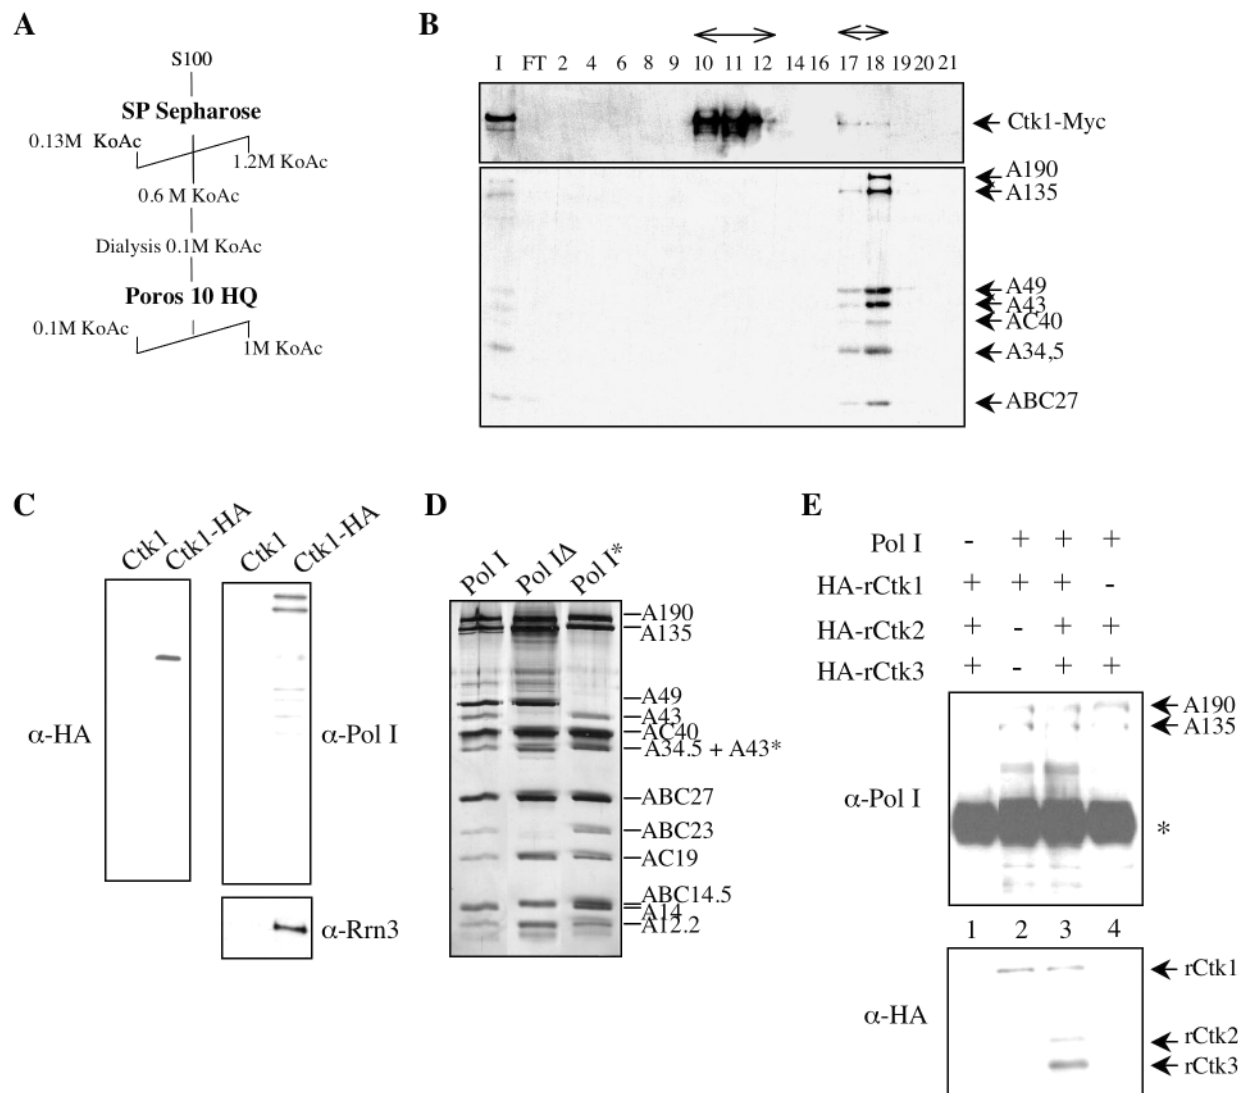 A
S100
SP Sepharose
0.13M KoAc
1.2M KoAc
0.6 M KoAc
Dialysis 0.1M KoAc
Poros 10 HQ
0.1M KoAc
1M KoAc
B
I FT 2 4 6 8 9 10 11 12 14 16 17 18 19 20 21
Ctk1-Myc
A190
A135
A49
A43
AC40
A34,5
ABC27
C
Ctk1 Ctk1-HA Ctk1 Ctk1-HA
α-HA
α-Pol I
α-Rrn3
D
Pol I Pol IΔ Pol I*
A190
A135
A49
A43
AC40
A34.5 + A43*
ABC27
ABC23
AC19
ABC14.5
A14
A12.2
E
Pol I - + + +
HA-rCtk1 + + + -
HA-rCtk2 + - + +
HA-rCtk3 + - + +
A190
A135
α-Pol I
*
1 2 3 4
α-HA
rCtk1
rCtk2
rCtk3